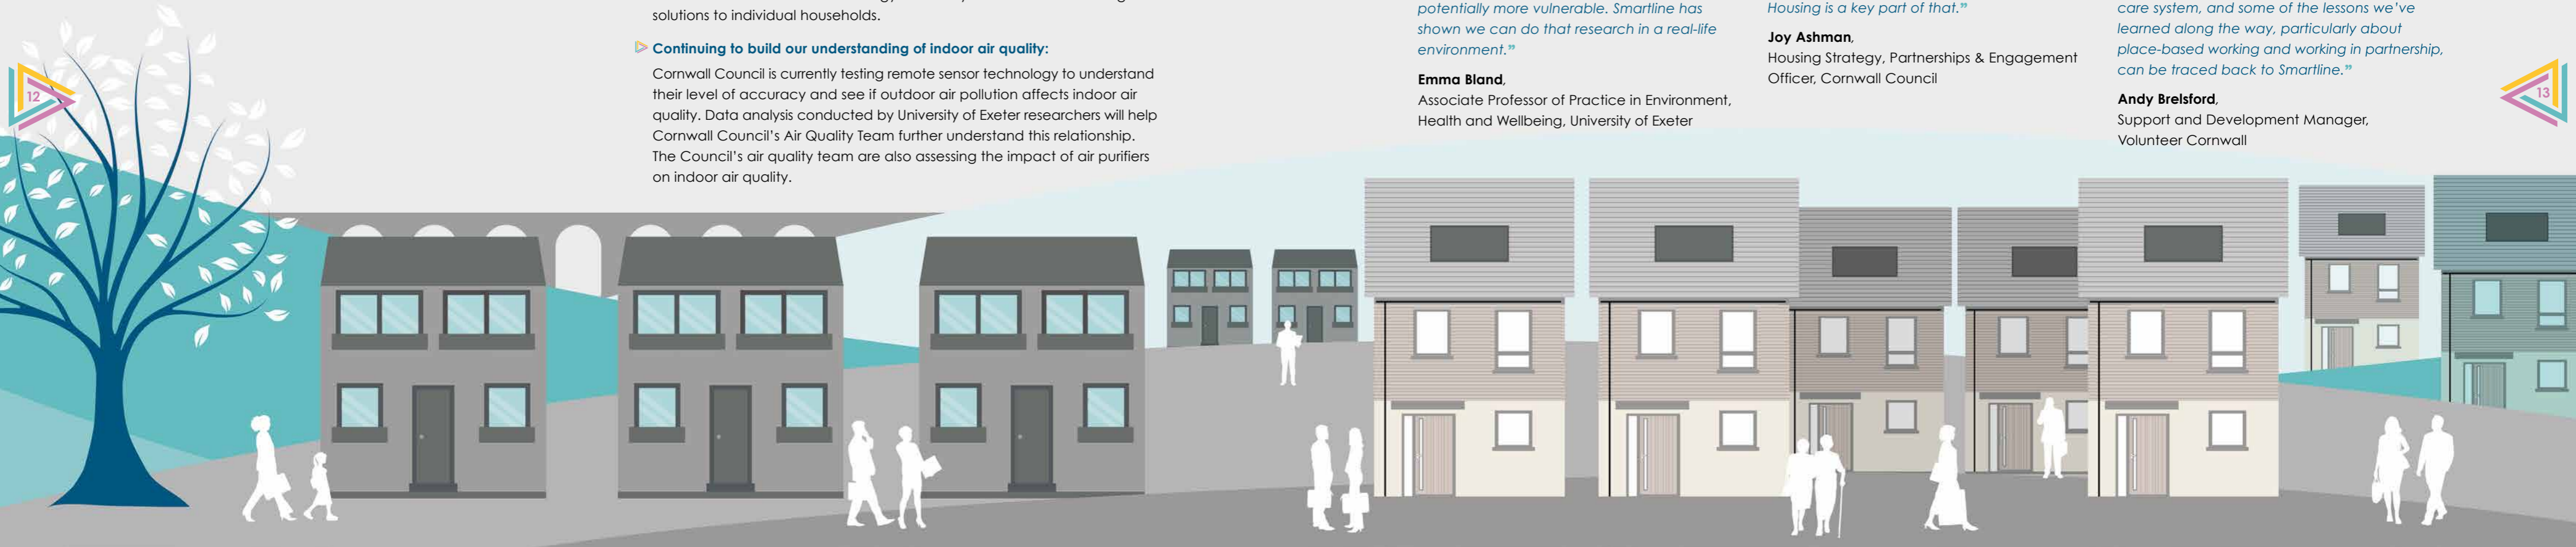 solutions to individual households.
Continuing to build our understanding of indoor air quality:
Cornwall Council is currently testing remote sensor technology to understand
their level of accuracy and see if outdoor air pollution affects indoor air
quality. Data analysis conducted by University of Exeter researchers will help
Cornwall Council's Air Quality Team further understand this relationship.
The Council's air quality team are also assessing the impact of air purifiers
on indoor air quality.
12
potentially more vulnerable. Smartline has
shown we can do that research in a real-life
environment.”
Emma Bland,
Associate Professor of Practice in Environment,
Health and Wellbeing, University of Exeter
Housing is a key part of that.”
Joy Ashman,
Housing Strategy, Partnerships & Engagement
Officer, Cornwall Council
care system, and some of the lessons we've
learned along the way, particularly about
place-based working and working in partnership,
can be traced back to Smartline.”
Andy Brelsford,
Support and Development Manager,
Volunteer Cornwall
13